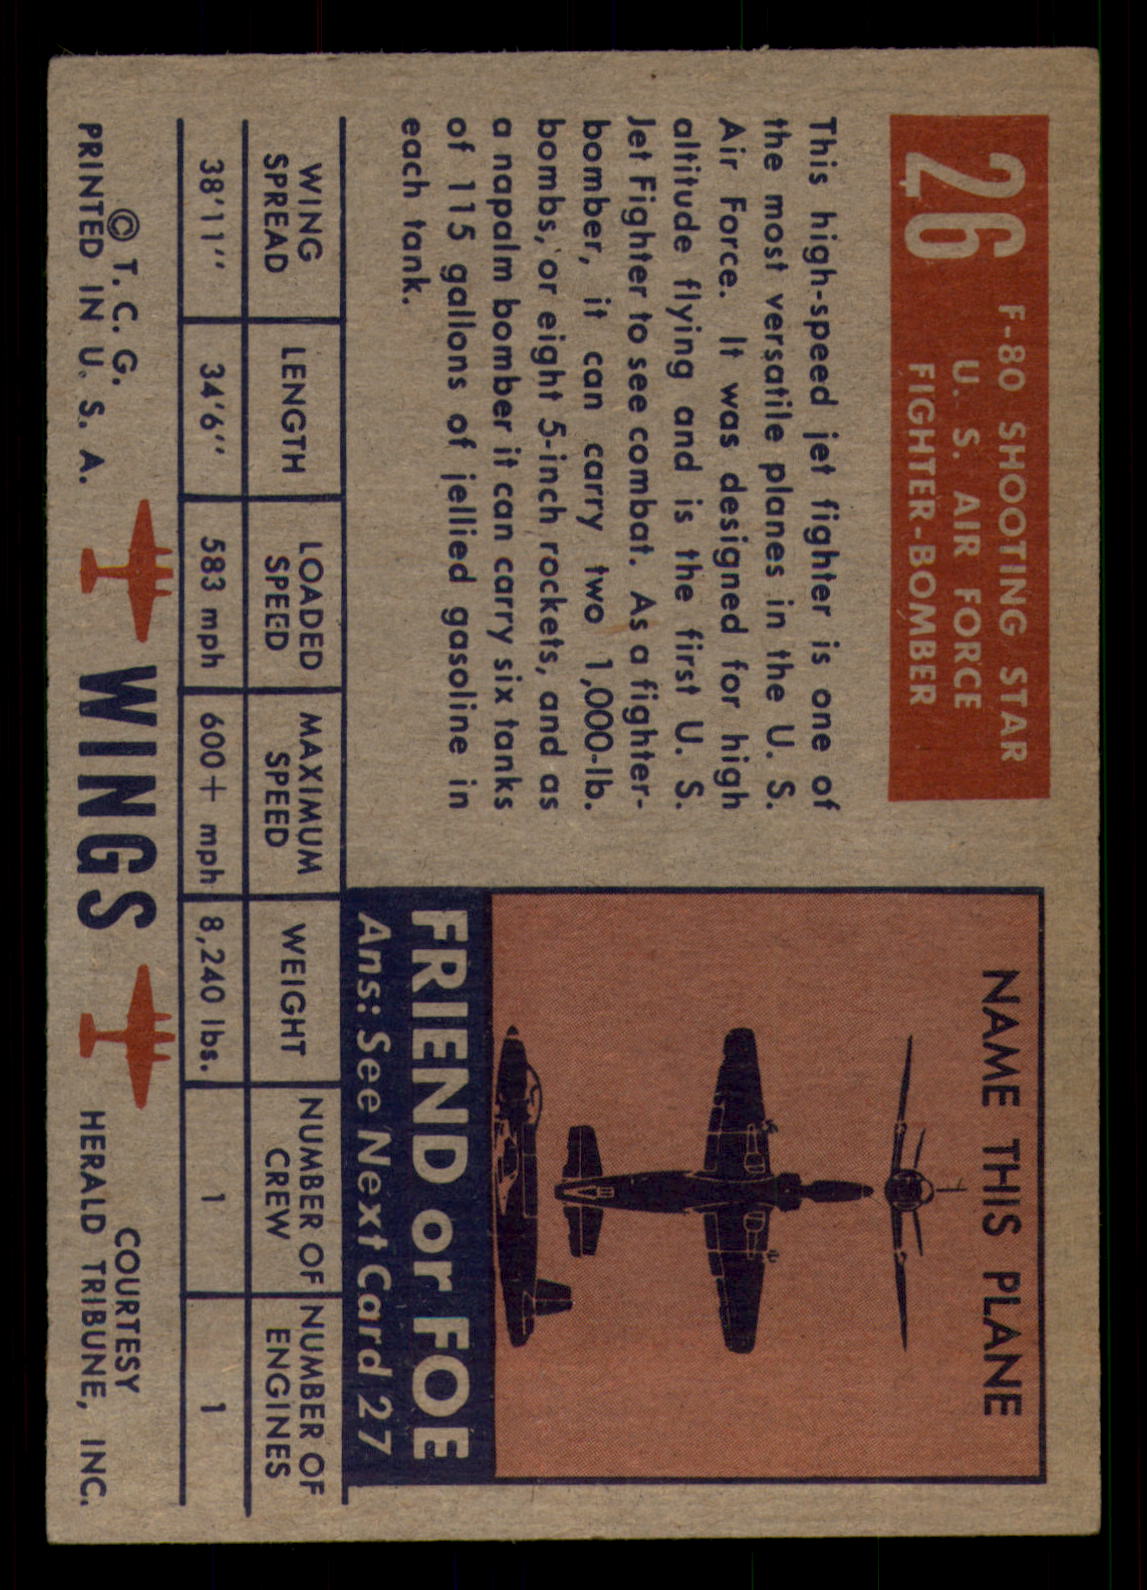 26
F-80 SHOOTING STAR
U. S. AIR FORCE
FIGHTER-BOMBER
This high-speed jet fighter is one of
the most versatile planes in the U. S.
Air Force. It was designed for high
altitude flying and is the first U. S.
Jet Fighter to see combat. As a fighter-
bomber, it can carry two 1,000-lb.
bombs, or eight 5-inch rockets, and as
a napalm bomber it can carry six tanks
of 115 gallons of jellied gasoline in
each tank.
NAME THIS PLANE
FRIEND or FOE
Ans: See Next Card 27
WING SPREAD
LENGTH
LOADED SPEED
MAXIMUM SPEED
WEIGHT
NUMBER OF CREW
NUMBER OF ENGINES
38'11''
34'6''
583 mph
600+ mph
8,240 lbs.
1
1
© T. C. G.
PRINTED IN U. S. A.
WINGS
COURTESY
HERALD TRIBUNE, INC.